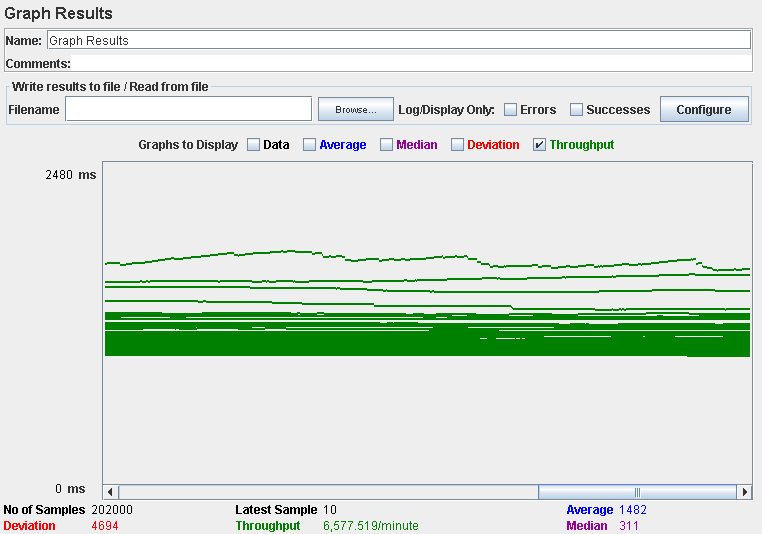 Graph Results
Name: Graph Results
Comments:
Write results to file / Read from file
Filename Browse... Log/Display Only: Errors Successes Configure
Graphs to Display Data Average Median Deviation Throughput
2480 ms
0 ms
No of Samples 202000 Latest Sample 10 Average 1482
Deviation 4694 Throughput 6,577.519/minute Median 311